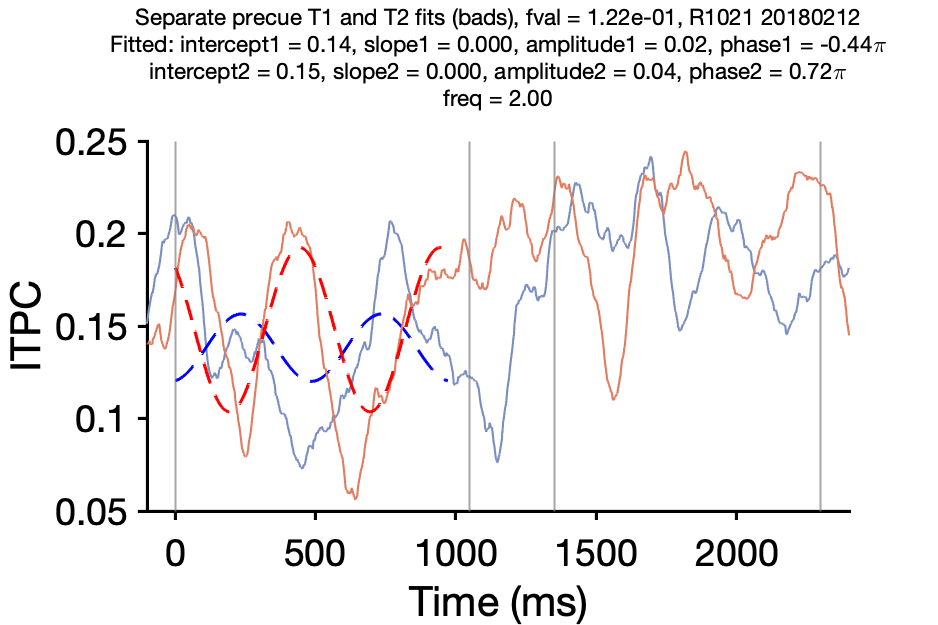 Separate precue T1 and T2 fits (bads), fval = 1.22e-01, R1021 20180212
Fitted: intercept1 = 0.14, slope1 = 0.000, amplitude1 = 0.02, phase1 = -0.44π
intercept2 = 0.15, slope2 = 0.000, amplitude2 = 0.04, phase2 = 0.72π
freq = 2.00
0.25
0.2
0.15
0.1
0.05
ITPC
0 500 1000 1500 2000
Time (ms)